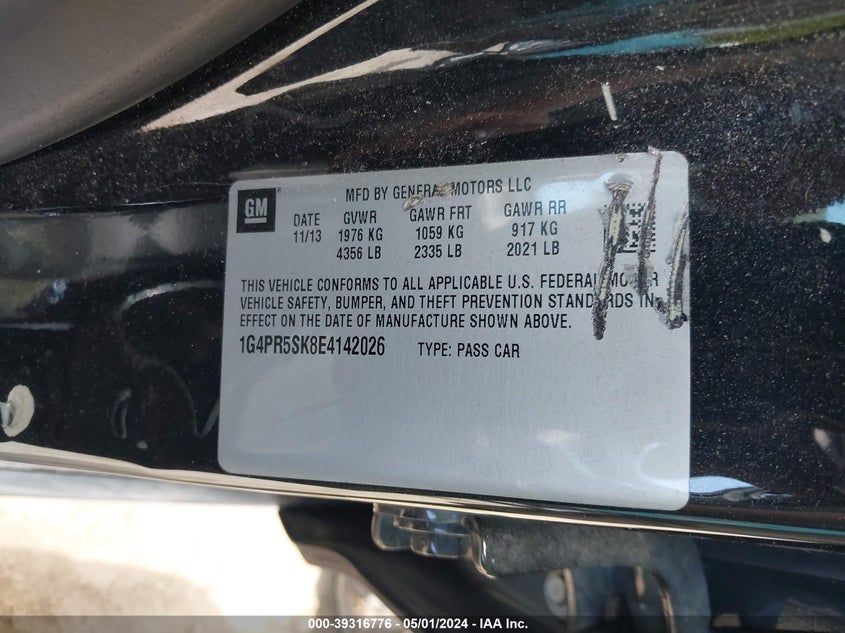 MFD BY GENERAL MOTORS LLC
GM
DATE GVWR GAWR FRT GAWR RR
11/13 1976 KG 1059 KG 917 KG
4356 LB 2335 LB 2021 LB
THIS VEHICLE CONFORMS TO ALL APPLICABLE U.S. FEDERAL MOTOR
VEHICLE SAFETY, BUMPER, AND THEFT PREVENTION STANDARDS IN
EFFECT ON THE DATE OF MANUFACTURE SHOWN ABOVE.
1G4PR5SK8E4142026 TYPE: PASS CAR
000-39316776 - 05/01/2024 - IAA Inc.